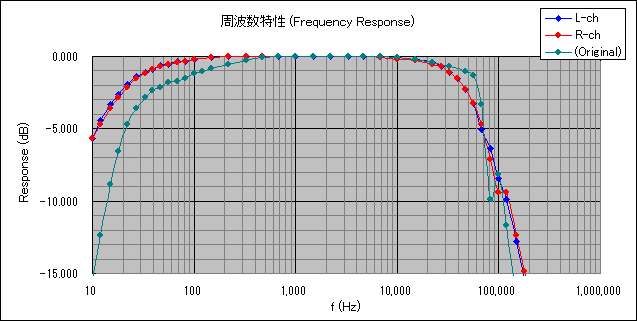 周波数特性 (Frequency Response)
L-ch
R-ch
(Original)
Response (dB)
0.000
-5.000
-10.000
-15.000
10
100
1,000
10,000
100,000
1,000,000
f (Hz)